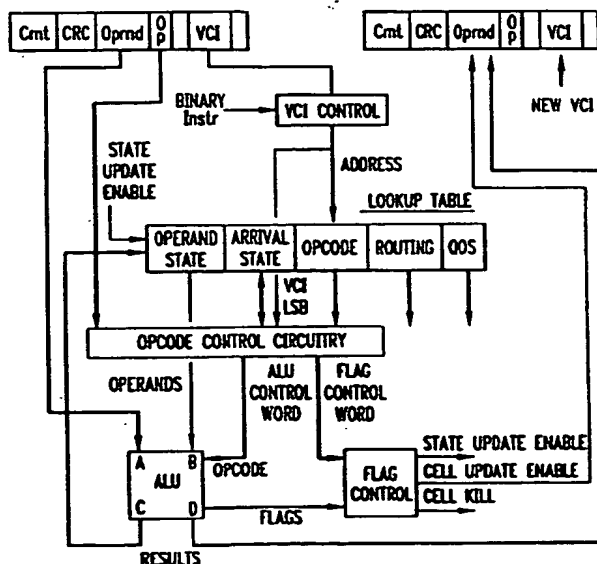 Cmt CRC Oprnd OP VCI
Cmt CRC Oprnd OP VCI
BINARY
Instr
VCI CONTROL
NEW VCI
STATE
UPDATE
ENABLE
ADDRESS
LOOKUP TABLE
OPERAND
STATE
ARRIVAL
STATE
OPCODE
ROUTING
QOS
VCI
LSB
OPCODE CONTROL CIRCUITRY
OPERANDS
ALU
CONTROL
WORD
FLAG
CONTROL
WORD
A B
ALU
C D
OPCODE
FLAG
CONTROL
STATE UPDATE ENABLE
CELL UPDATE ENABLE
CELL KILL
FLAGS
RESULTS